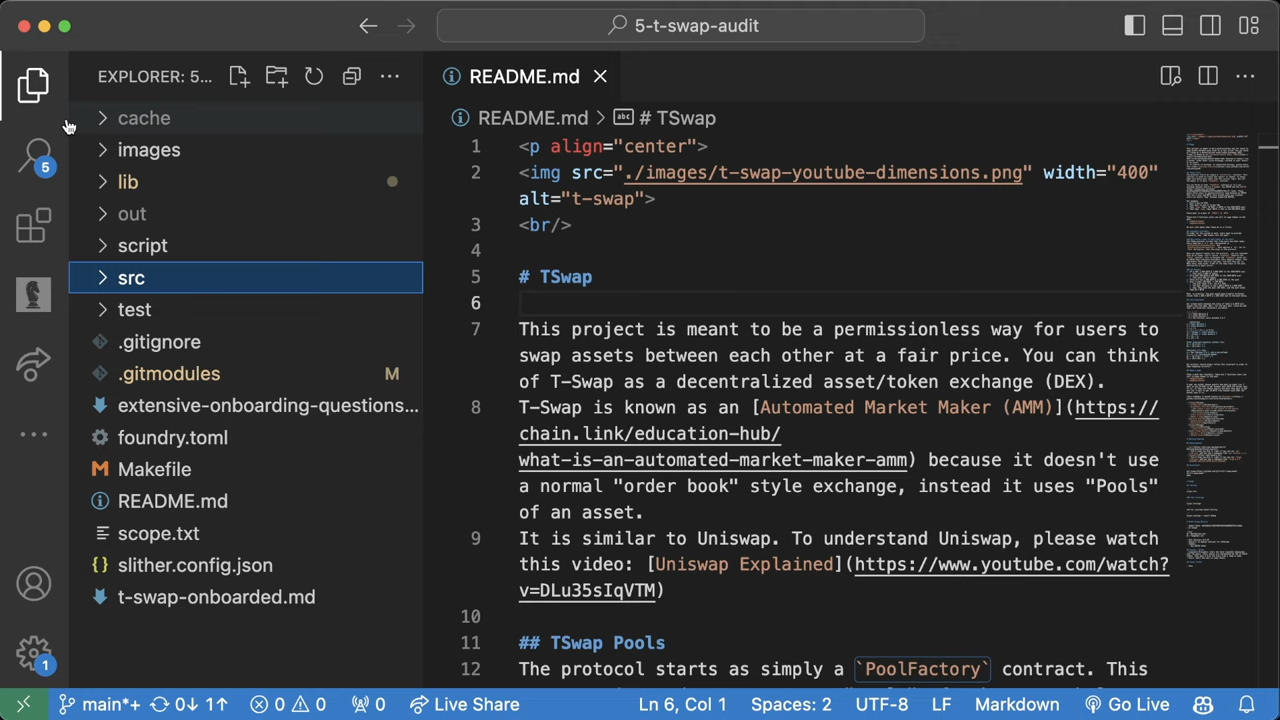 5-t-swap-audit
EXPLORER: 5...
cache
images
lib
out
script
src
test
.gitignore
.gitmodules M
extensive-onboarding-questions...
foundry.toml
Makefile
README.md
scope.txt
slither.config.json
t-swap-onboarded.md
5
1
README.md
README.md > # TSwap
1 <p align="center">
2 <img src="./images/t-swap-youtube-dimensions.png" width="400"
alt="t-swap">
3 <br/>
4
5 # TSwap
6
7 This project is meant to be a permissionless way for users to
swap assets between each other at a fair price. You can think
of T-Swap as a decentralized asset/token exchange (DEX).
8 T-Swap is known as an [Automated Market Maker (AMM)](https://
chain.link/education-hub/
what-is-an-automated-market-maker-amm) because it doesn't use
a normal "order book" style exchange, instead it uses "Pools"
of an asset.
9 It is similar to Uniswap. To understand Uniswap, please watch
this video: [Uniswap Explained](https://www.youtube.com/watch?
v=DLu35sIqVTM)
10
11 ## TSwap Pools
12 The protocol starts as simply a `PoolFactory` contract. This
main*+ 0↓ 1↑ 0 0 0 Live Share Ln 6, Col 1 Spaces: 2 UTF-8 LF Markdown Go Live